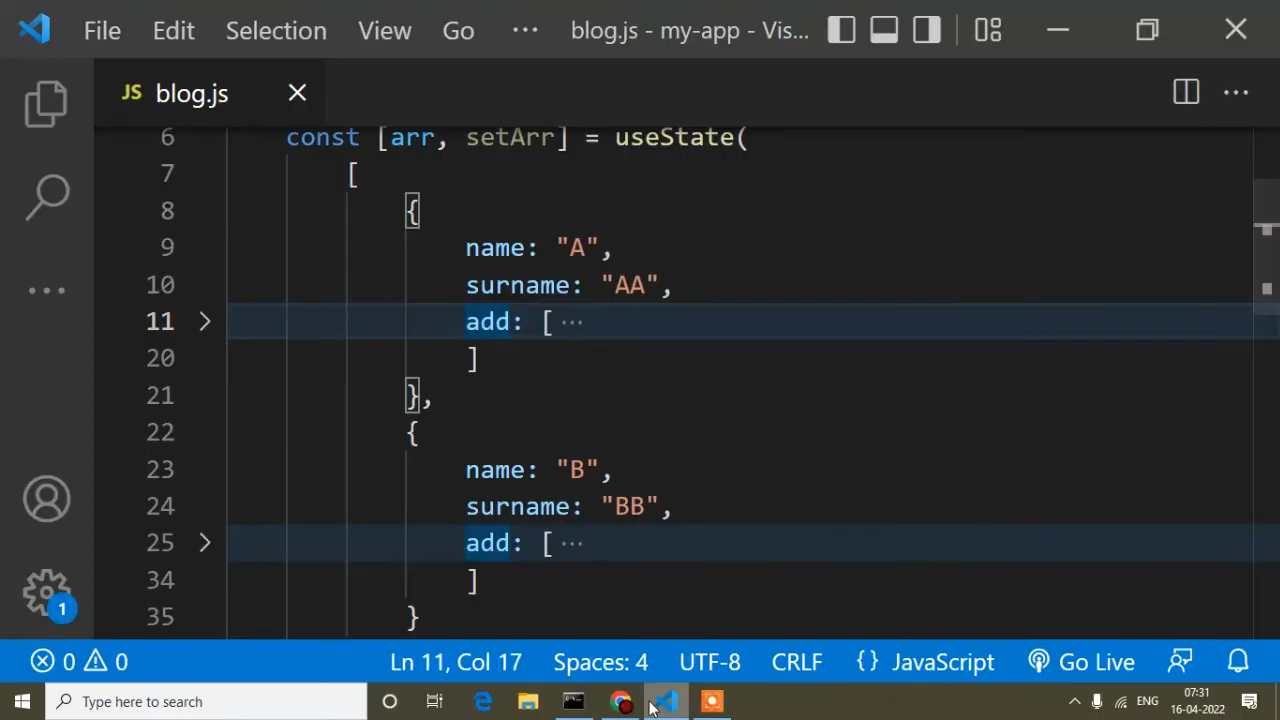 File Edit Selection View Go ··· blog.js - my-app - Vis...
JS blog.js
6 const [arr, setArr] = useState(
7 [
8 {
9 name: "A",
10 surname: "AA",
11 add: [ ···
20 ]
21 },
22 {
23 name: "B",
24 surname: "BB",
25 add: [ ···
34 ]
35 }
1
0 0 Ln 11, Col 17 Spaces: 4 UTF-8 CRLF {} JavaScript Go Live
Type here to search ENG 07:31
16-04-2022